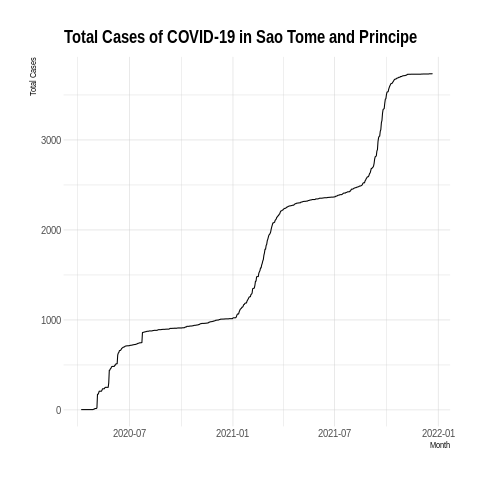 Total Cases of COVID-19 in Sao Tome and Principe
Total Cases
3000
2000
1000
0
2020-07
2021-01
2021-07
2022-01
Month